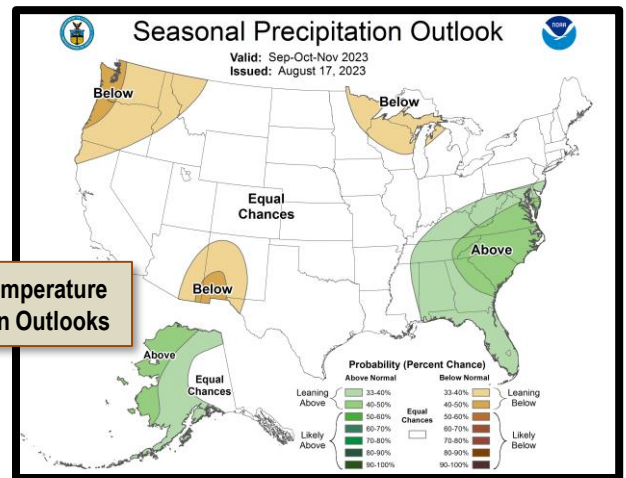 Seasonal Precipitation Outlook
NOAA
Valid: Sep-Oct-Nov 2023
Issued: August 17, 2023
Below
Below
Equal
Chances
Above
Below
mperature
n Outlooks
Above
Equal
Chances
Probability (Percent Chance)
Above Normal Below Normal
Leaning Above
33-40%
40-50%
Likely Above
50-60%
60-70%
70-80%
80-90%
90-100%
Equal Chances
33-40%
40-50%
Leaning Below
50-60%
60-70%
70-80%
80-90%
90-100%
Likely Below